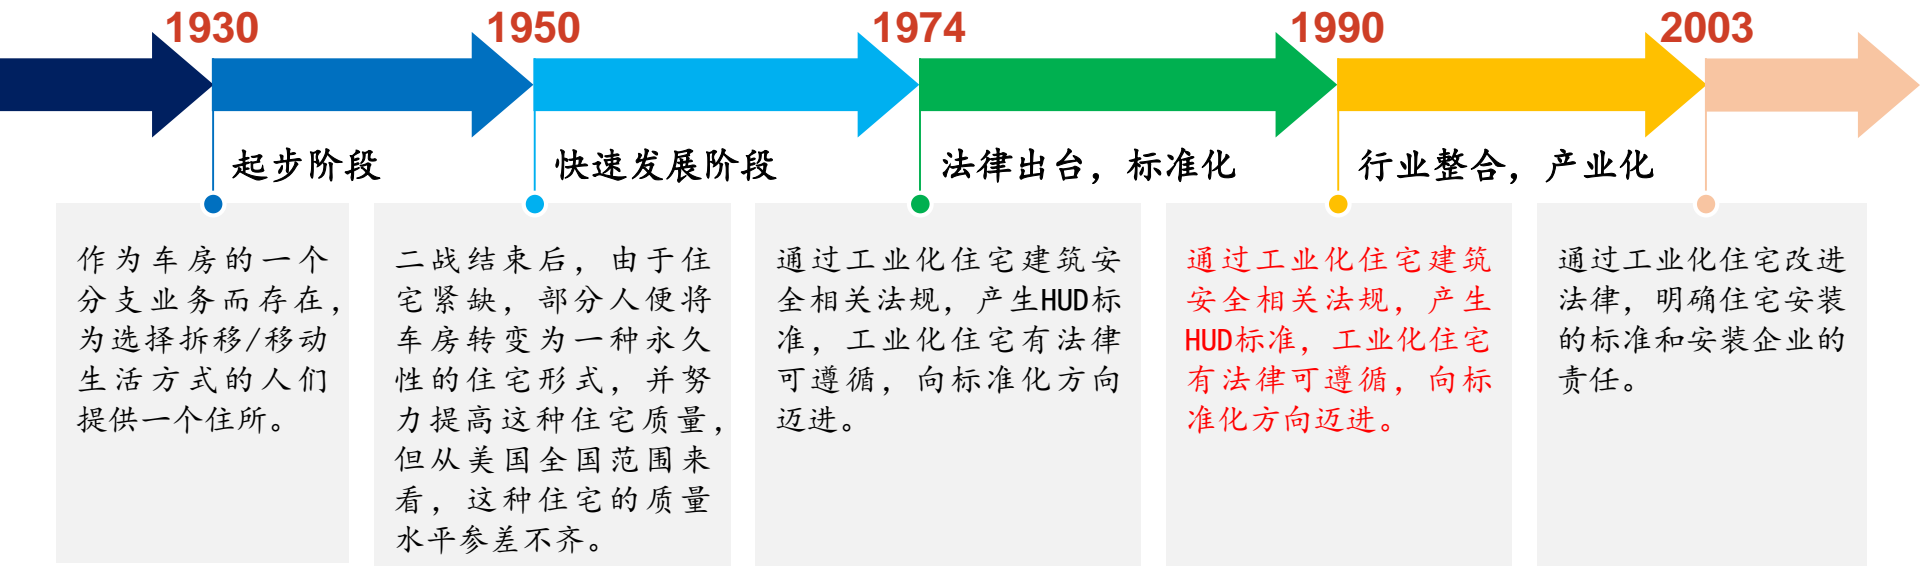 1930
1950
1974
1990
2003
起步阶段
快速发展阶段
法律出台，标准化
行业整合，产业化
作为车房的一个
分支业务而存在，
为选择拆移/移动
生活方式的人们
提供一个住所。
二战结束后，由于住
宅紧缺，部分人便将
车房转变为一种永久
性的住宅形式，并努
力提高这种住宅质量，
但从美国全国范围来
看，这种住宅的质量
水平参差不齐。
通过工业化住宅建筑安
全相关法规，产生HUD标
准，工业化住宅有法律
可遵循，向标准化方向
迈进。
通过工业化住宅建筑
安全相关法规，产生
HUD标准，工业化住宅
有法律可遵循，向标
准化方向迈进。
通过工业化住宅改进
法律，明确住宅安装
的标准和安装企业的
责任。